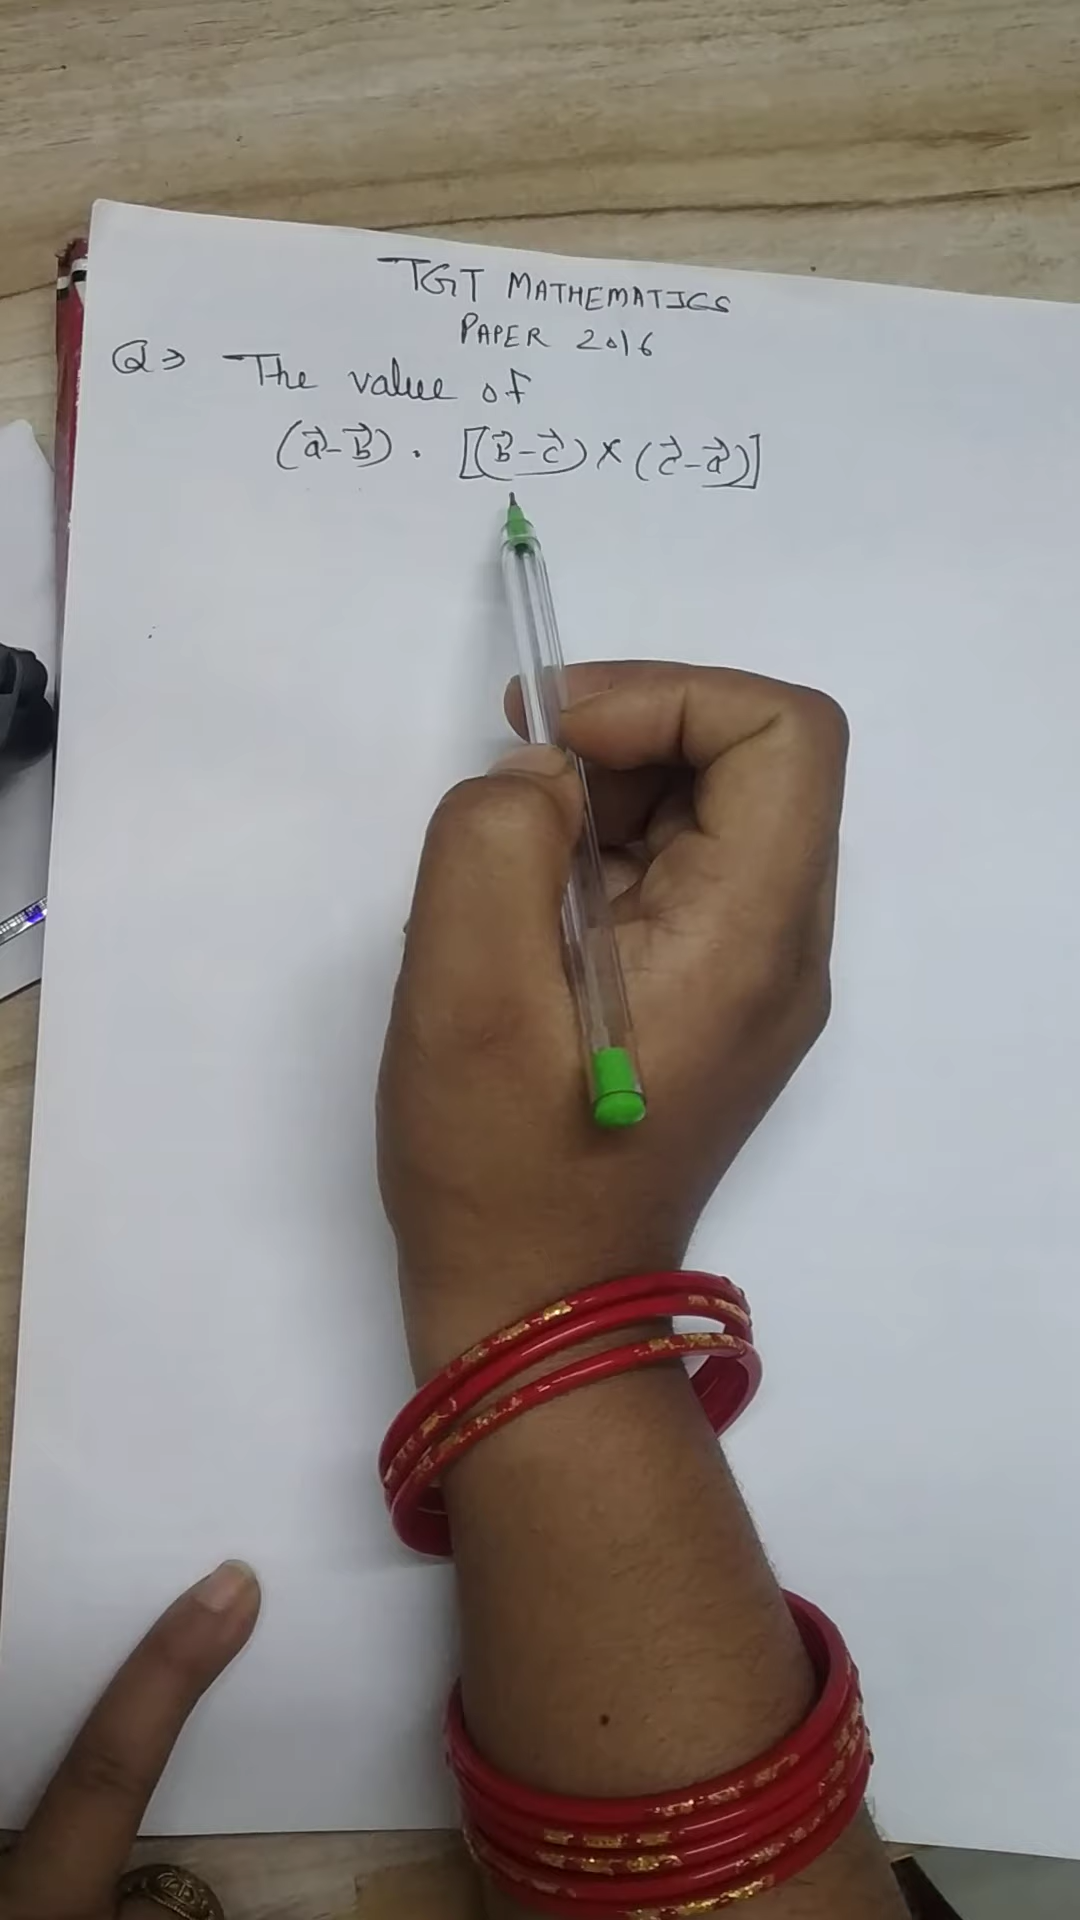 TGT MATHEMATICS
PAPER 2016
Q⇒ The value of
(a⃗-b⃗) . [(b⃗-c⃗)×(c⃗-a⃗)]